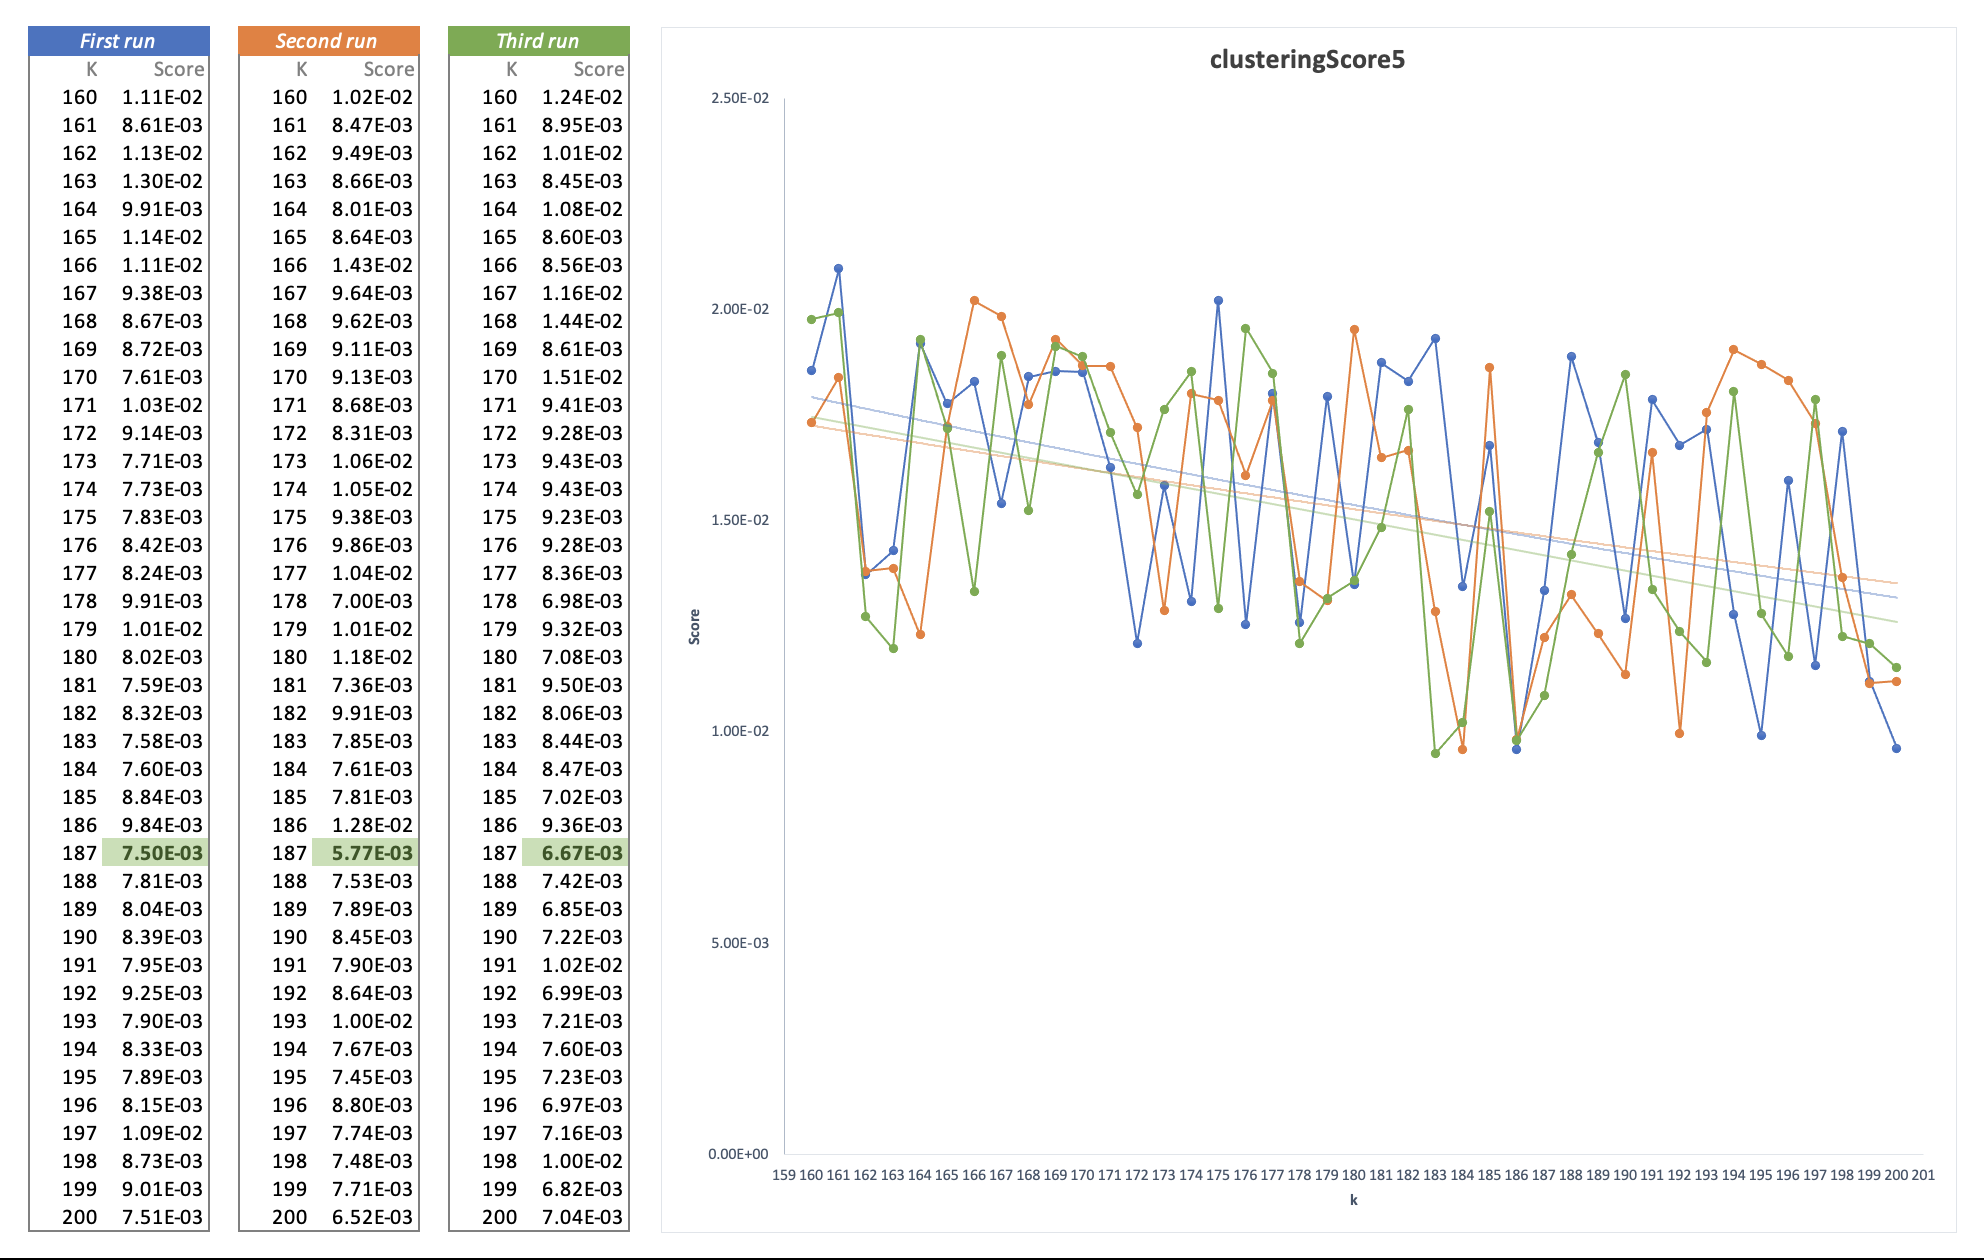 First run Second run Third run
K Score K Score K Score
160 1.11E-02 160 1.02E-02 160 1.24E-02
161 8.61E-03 161 8.47E-03 161 8.95E-03
162 1.13E-02 162 9.49E-03 162 1.01E-02
163 1.30E-02 163 8.66E-03 163 8.45E-03
164 9.91E-03 164 8.01E-03 164 1.08E-02
165 1.14E-02 165 8.64E-03 165 8.60E-03
166 1.11E-02 166 1.43E-02 166 8.56E-03
167 9.38E-03 167 9.64E-03 167 1.16E-02
168 8.67E-03 168 9.62E-03 168 1.44E-02
169 8.72E-03 169 9.11E-03 169 8.61E-03
170 7.61E-03 170 9.13E-03 170 1.51E-02
171 1.03E-02 171 8.68E-03 171 9.41E-03
172 9.14E-03 172 8.31E-03 172 9.28E-03
173 7.71E-03 173 1.06E-02 173 9.43E-03
174 7.73E-03 174 1.05E-02 174 9.43E-03
175 7.83E-03 175 9.38E-03 175 9.23E-03
176 8.42E-03 176 9.86E-03 176 9.28E-03
177 8.24E-03 177 1.04E-02 177 8.36E-03
178 9.91E-03 178 7.00E-03 178 6.98E-03
179 1.01E-02 179 1.01E-02 179 9.32E-03
180 8.02E-03 180 1.18E-02 180 7.08E-03
181 7.59E-03 181 7.36E-03 181 9.50E-03
182 8.32E-03 182 9.91E-03 182 8.06E-03
183 7.58E-03 183 7.85E-03 183 8.44E-03
184 7.60E-03 184 7.61E-03 184 8.47E-03
185 8.84E-03 185 7.81E-03 185 7.02E-03
186 9.84E-03 186 1.28E-02 186 9.36E-03
187 7.50E-03 187 5.77E-03 187 6.67E-03
188 7.81E-03 188 7.53E-03 188 7.42E-03
189 8.04E-03 189 7.89E-03 189 6.85E-03
190 8.39E-03 190 8.45E-03 190 7.22E-03
191 7.95E-03 191 7.90E-03 191 1.02E-02
192 9.25E-03 192 8.64E-03 192 6.99E-03
193 7.90E-03 193 1.00E-02 193 7.21E-03
194 8.33E-03 194 7.67E-03 194 7.60E-03
195 7.89E-03 195 7.45E-03 195 7.23E-03
196 8.15E-03 196 8.80E-03 196 6.97E-03
197 1.09E-02 197 7.74E-03 197 7.16E-03
198 8.73E-03 198 7.48E-03 198 1.00E-02
199 9.01E-03 199 7.71E-03 199 6.82E-03
200 7.51E-03 200 6.52E-03 200 7.04E-03
clusteringScore5
2.50E-02
2.00E-02
1.50E-02
1.00E-02
5.00E-03
0.00E+00
Score
159 160 161 162 163 164 165 166 167 168 169 170 171 172 173 174 175 176 177 178 179 180 181 182 183 184 185 186 187 188 189 190 191 192 193 194 195 196 197 198 199 200 201
k